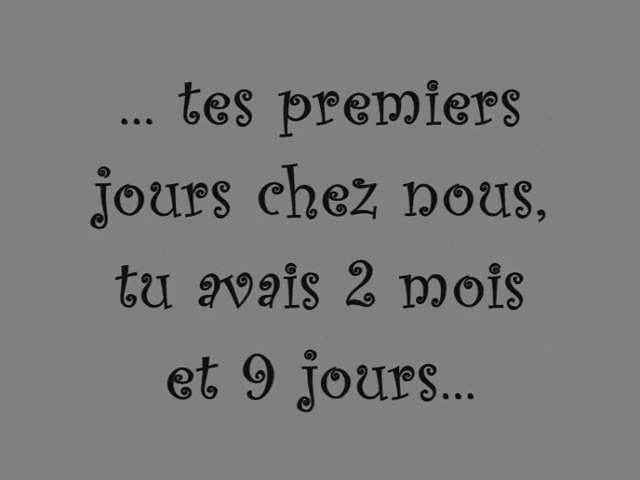 ... tes premiers
jours chez nous,
tu avais 2 mois
et 9 jours...